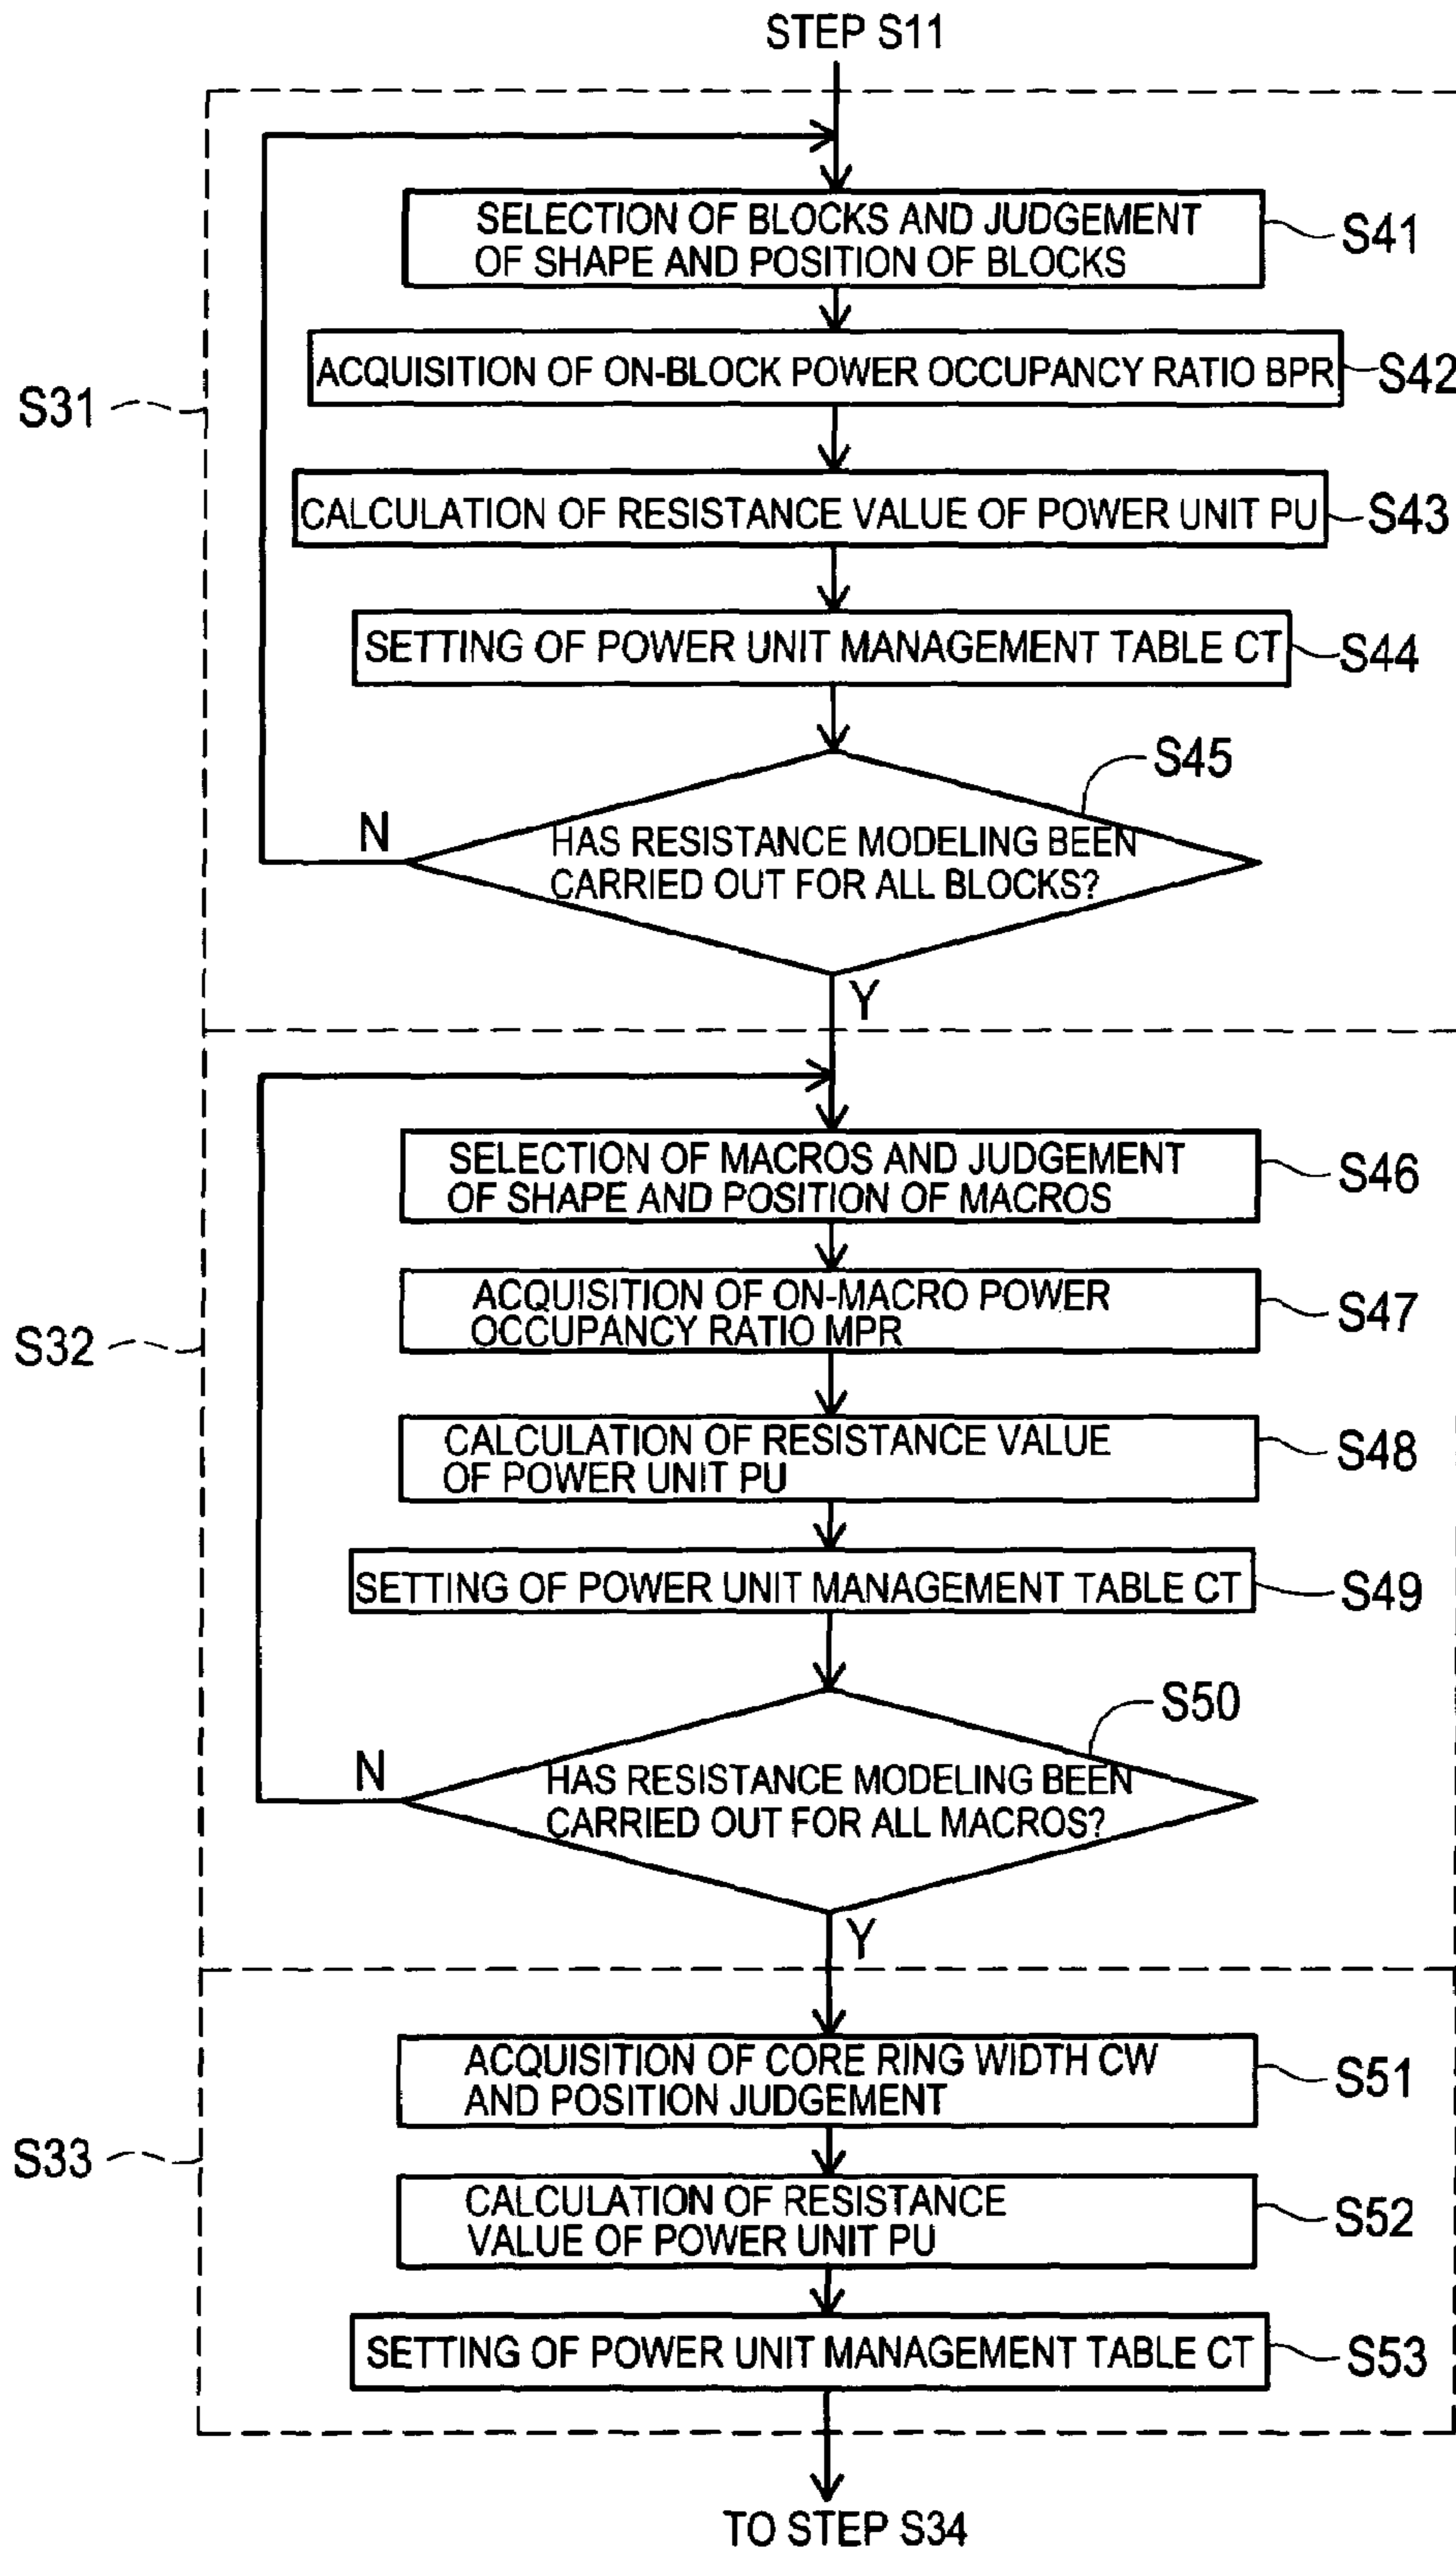 STEP S11
SELECTION OF BLOCKS AND JUDGEMENT
OF SHAPE AND POSITION OF BLOCKS
S41
ACQUISITION OF ON-BLOCK POWER OCCUPANCY RATIO BPR
S42
S31
CALCULATION OF RESISTANCE VALUE OF POWER UNIT PU
S43
SETTING OF POWER UNIT MANAGEMENT TABLE CT
S44
S45
N
HAS RESISTANCE MODELING BEEN
CARRIED OUT FOR ALL BLOCKS?
Y
SELECTION OF MACROS AND JUDGEMENT
OF SHAPE AND POSITION OF MACROS
S46
ACQUISITION OF ON-MACRO POWER
OCCUPANCY RATIO MPR
S47
S32
CALCULATION OF RESISTANCE VALUE
OF POWER UNIT PU
S48
SETTING OF POWER UNIT MANAGEMENT TABLE CT
S49
S50
N
HAS RESISTANCE MODELING BEEN
CARRIED OUT FOR ALL MACROS?
Y
ACQUISITION OF CORE RING WIDTH CW
AND POSITION JUDGEMENT
S51
S33
CALCULATION OF RESISTANCE
VALUE OF POWER UNIT PU
S52
SETTING OF POWER UNIT MANAGEMENT TABLE CT
S53
TO STEP S34